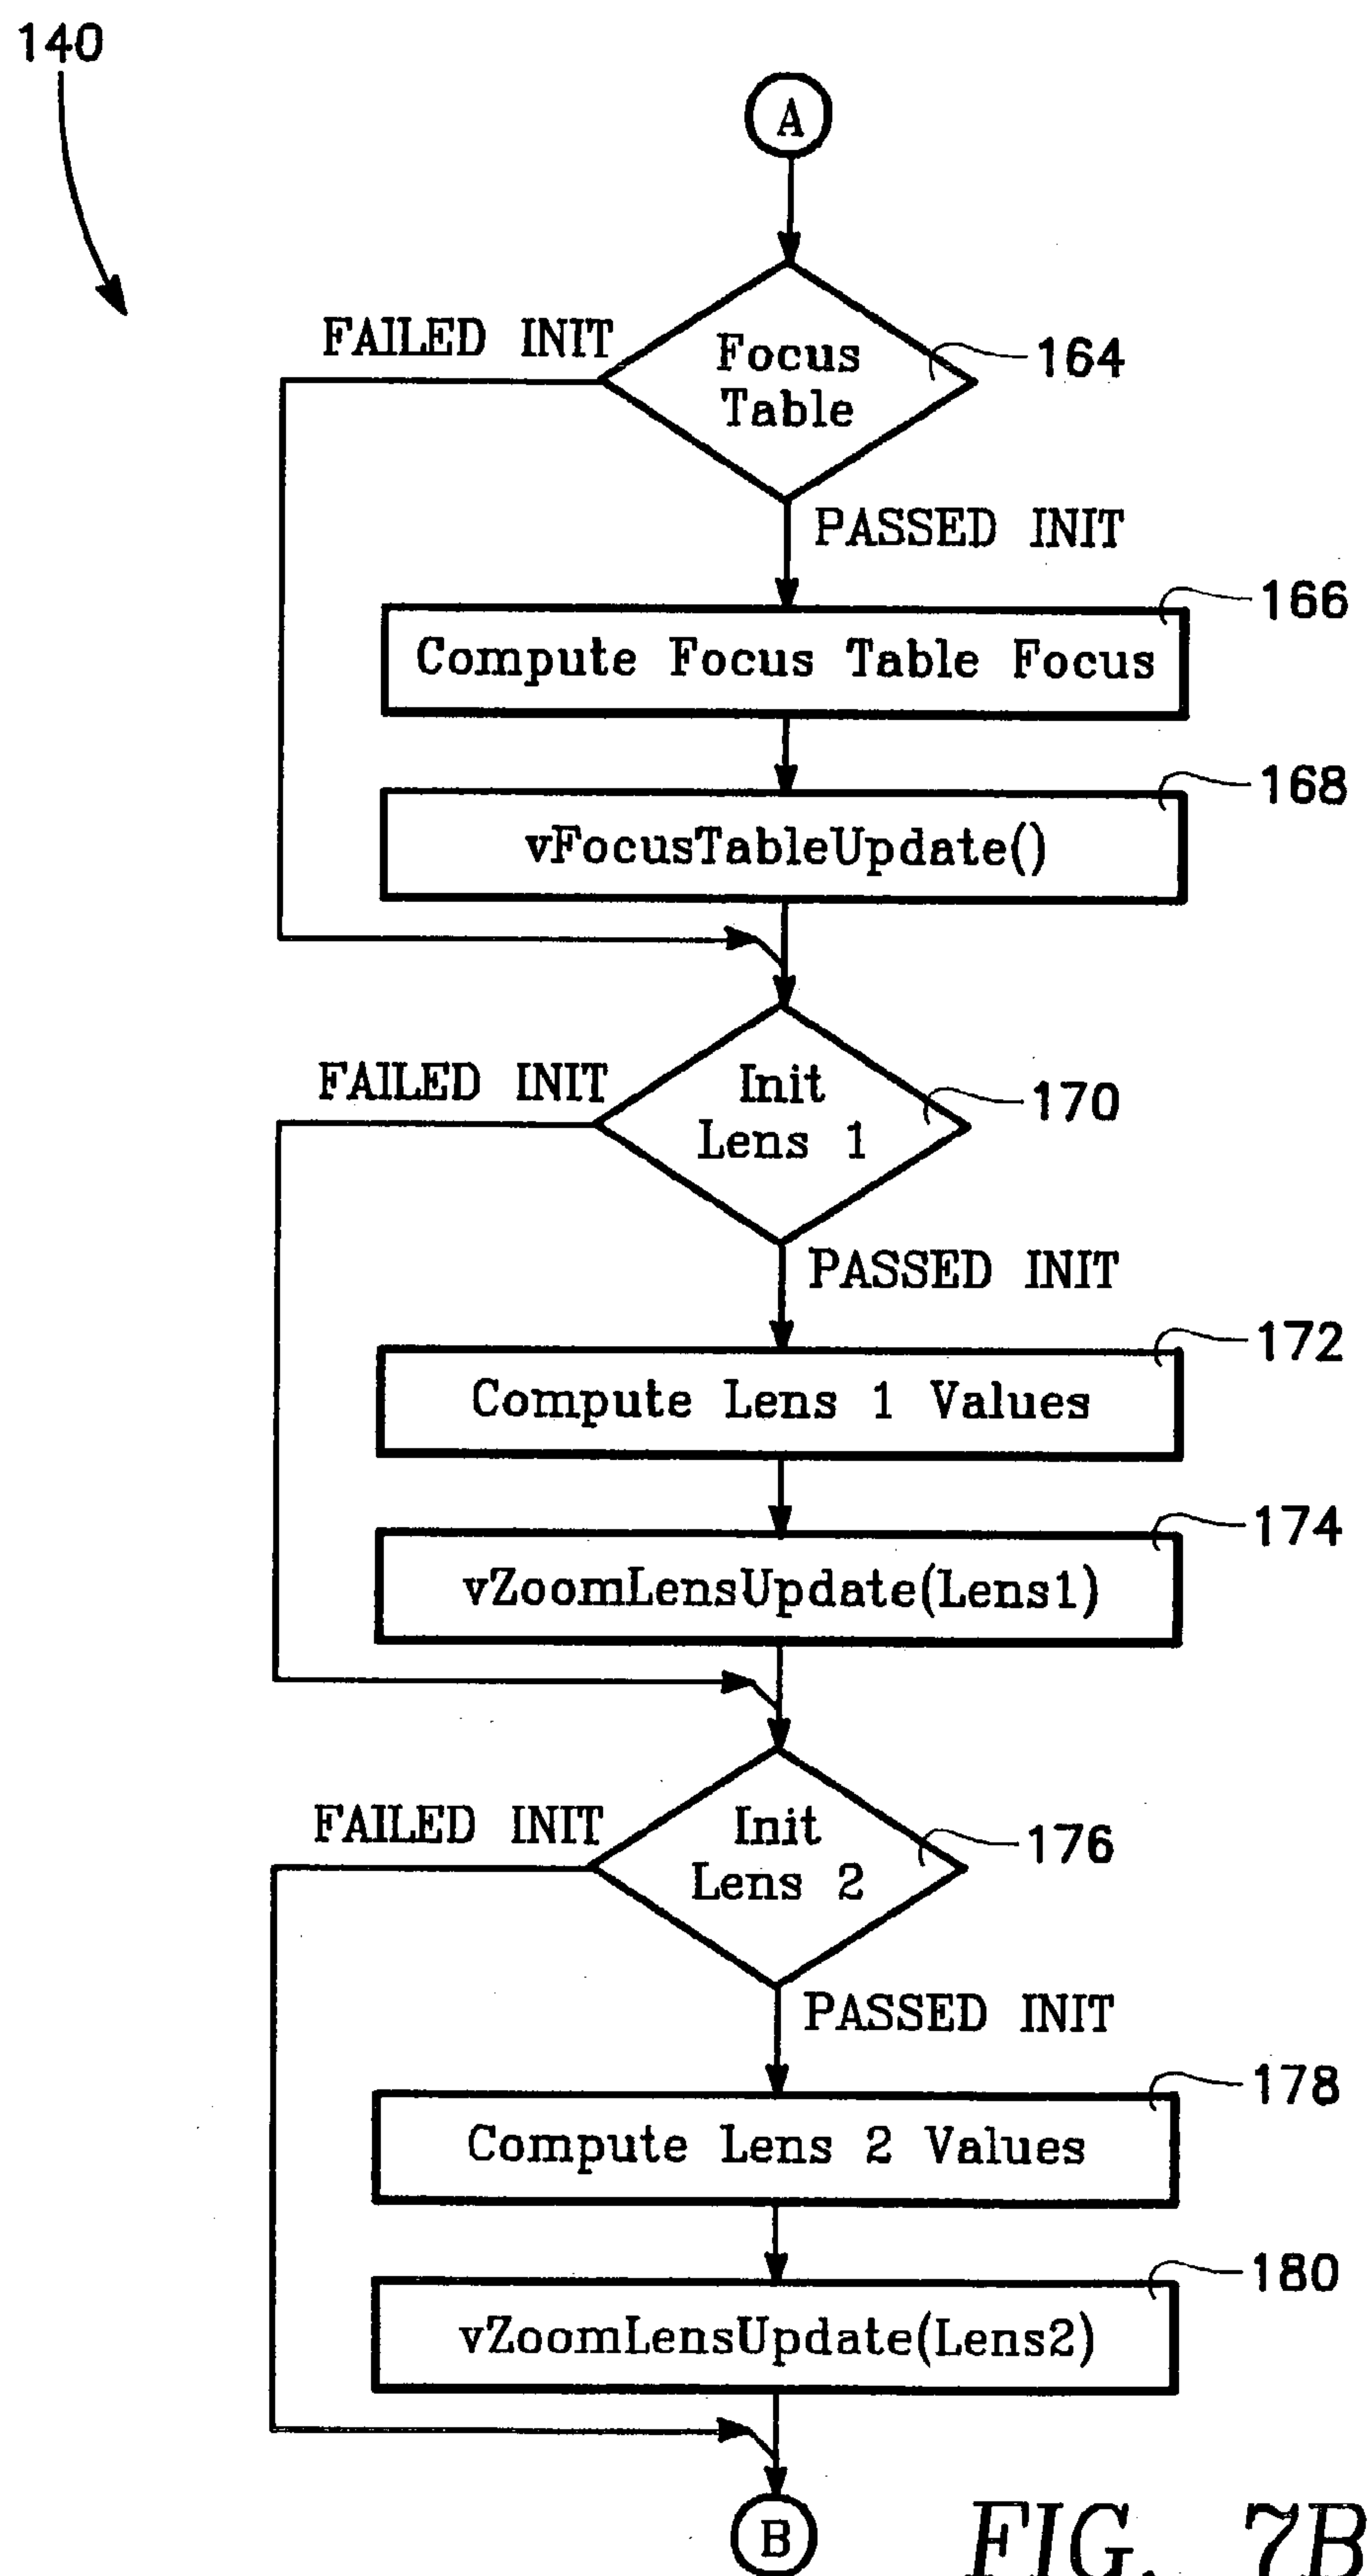 140
A
FAILED INIT
Focus
Table
164
PASSED INIT
166
Compute Focus Table Focus
168
vFocusTableUpdate()
FAILED INIT
Init
Lens 1
170
PASSED INIT
172
Compute Lens 1 Values
174
vZoomLensUpdate(Lens1)
FAILED INIT
Init
Lens 2
176
PASSED INIT
178
Compute Lens 2 Values
180
vZoomLensUpdate(Lens2)
B
FIG. 7B